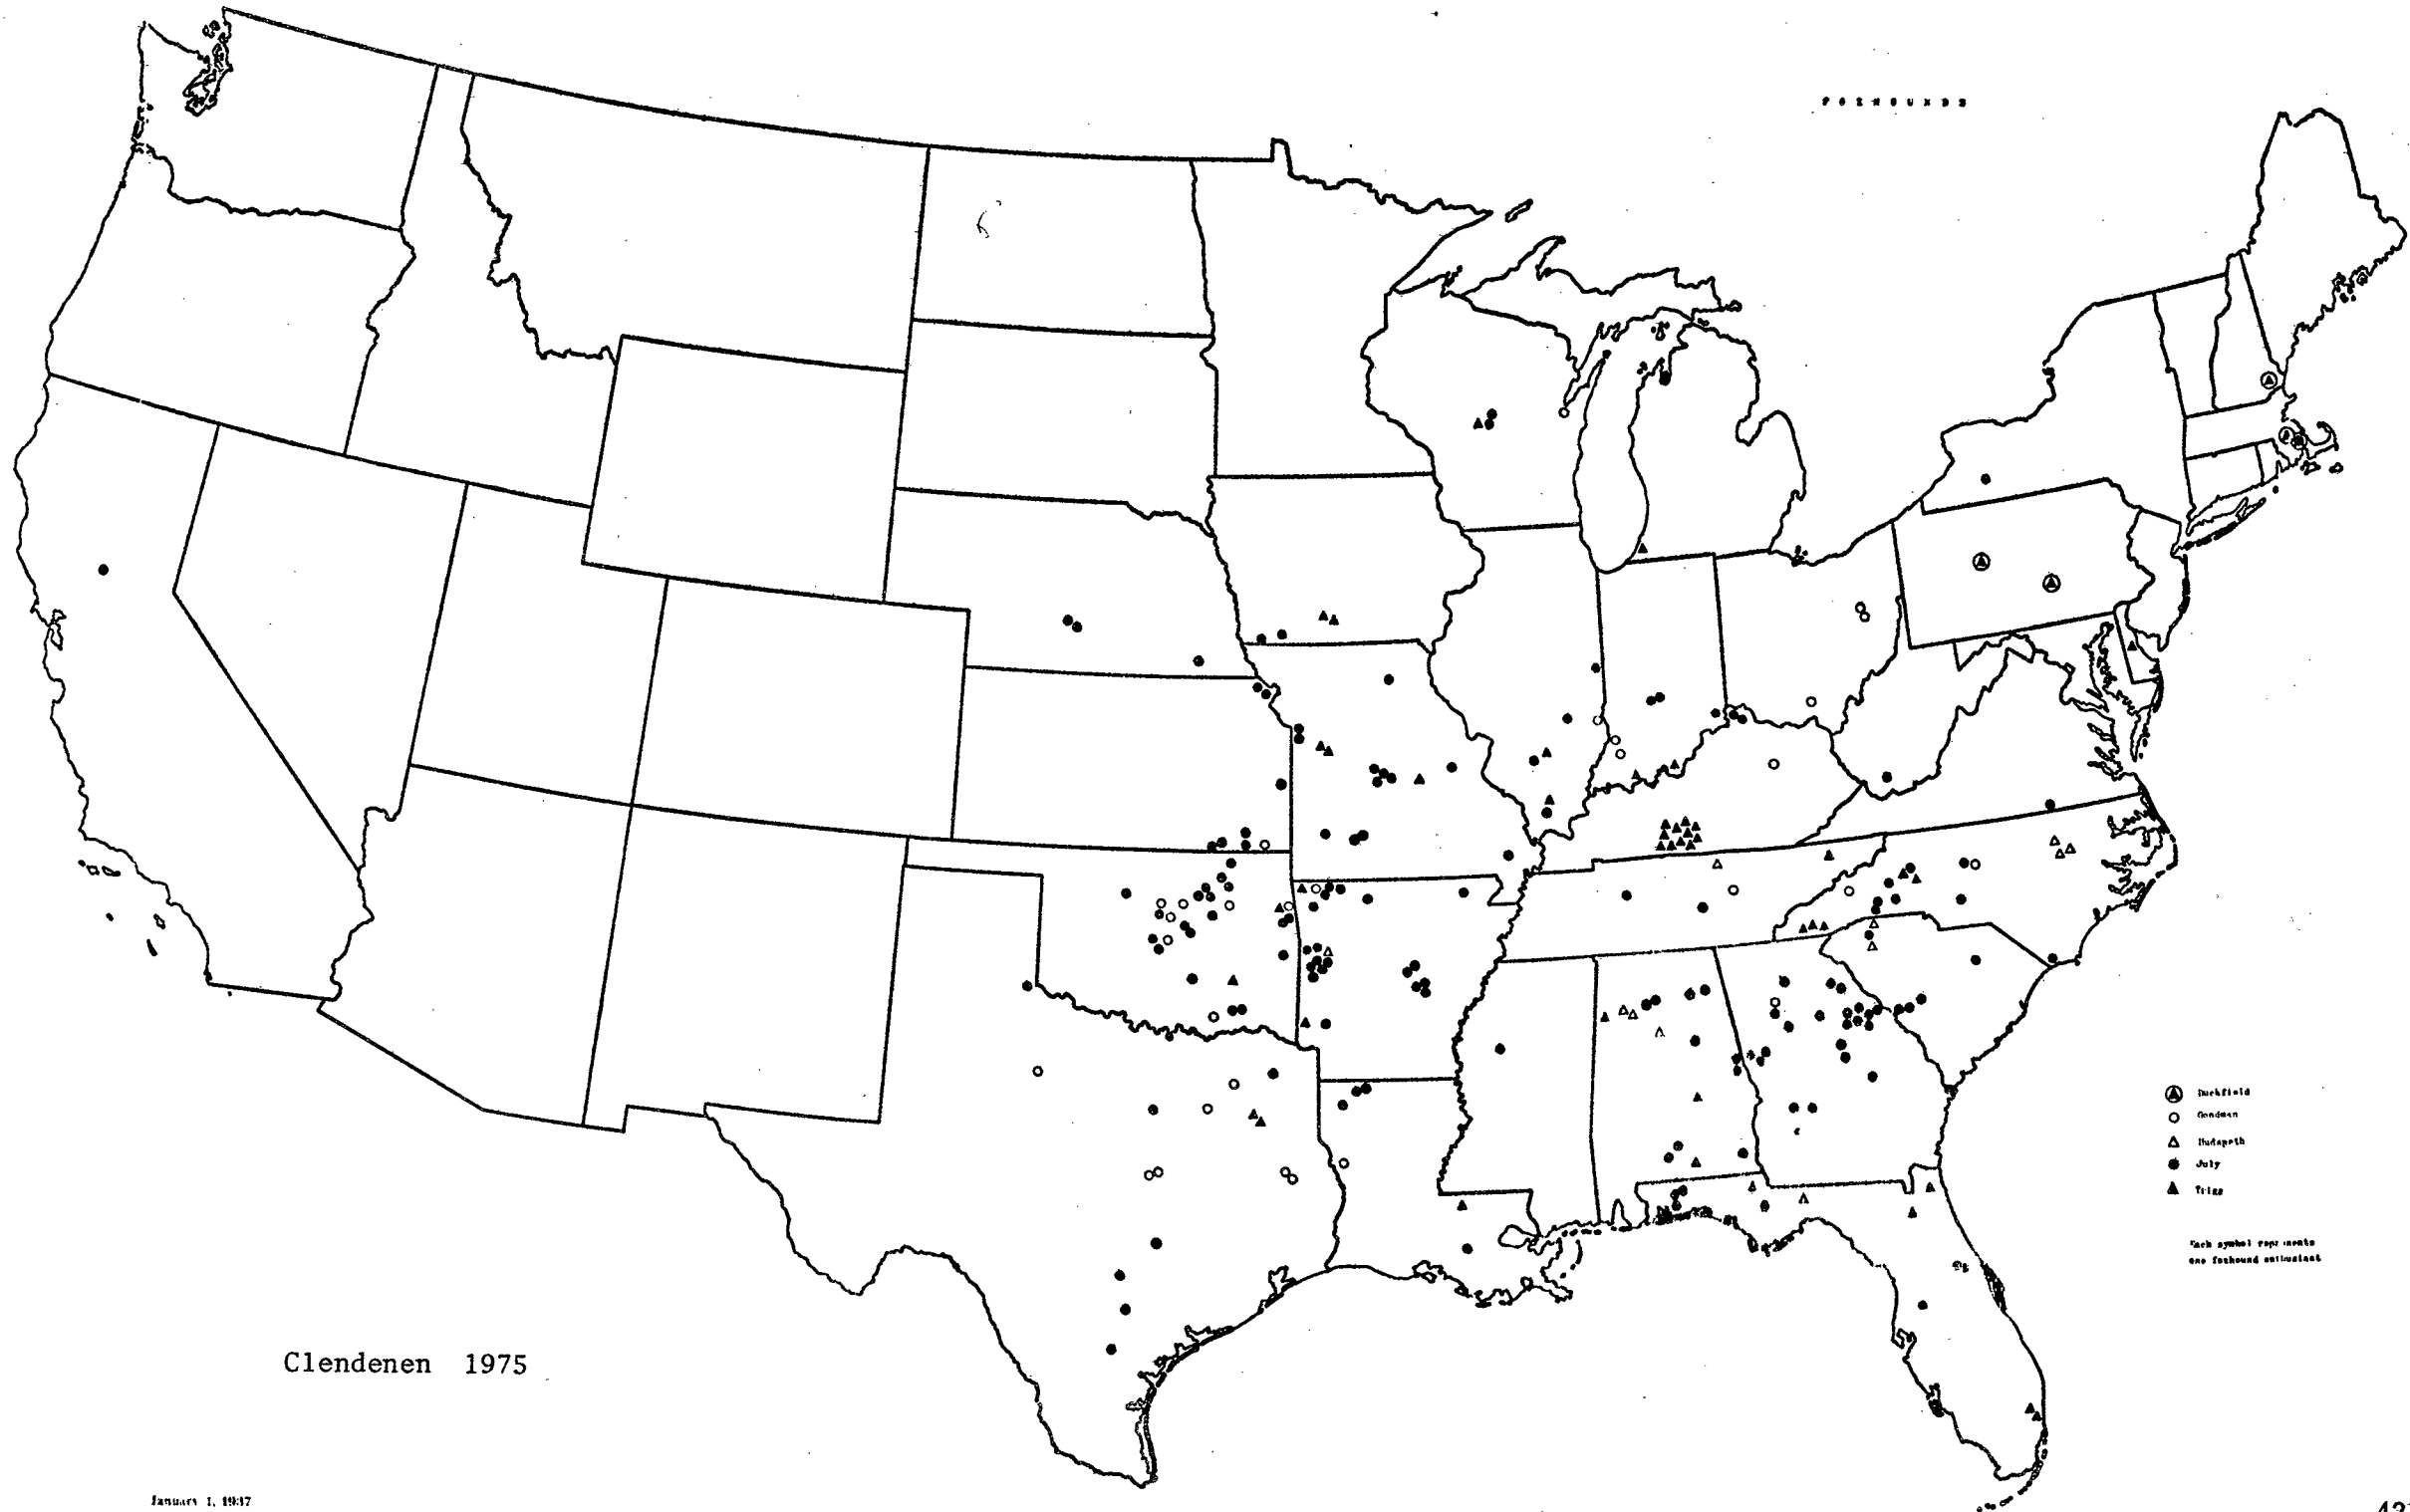 FOXHOUNDS
Buckfield
Goodman
Hudspeth
July
Trigg
Each symbol represents
one foxhound enthusiast
Clendenen 1975
January 1, 1937